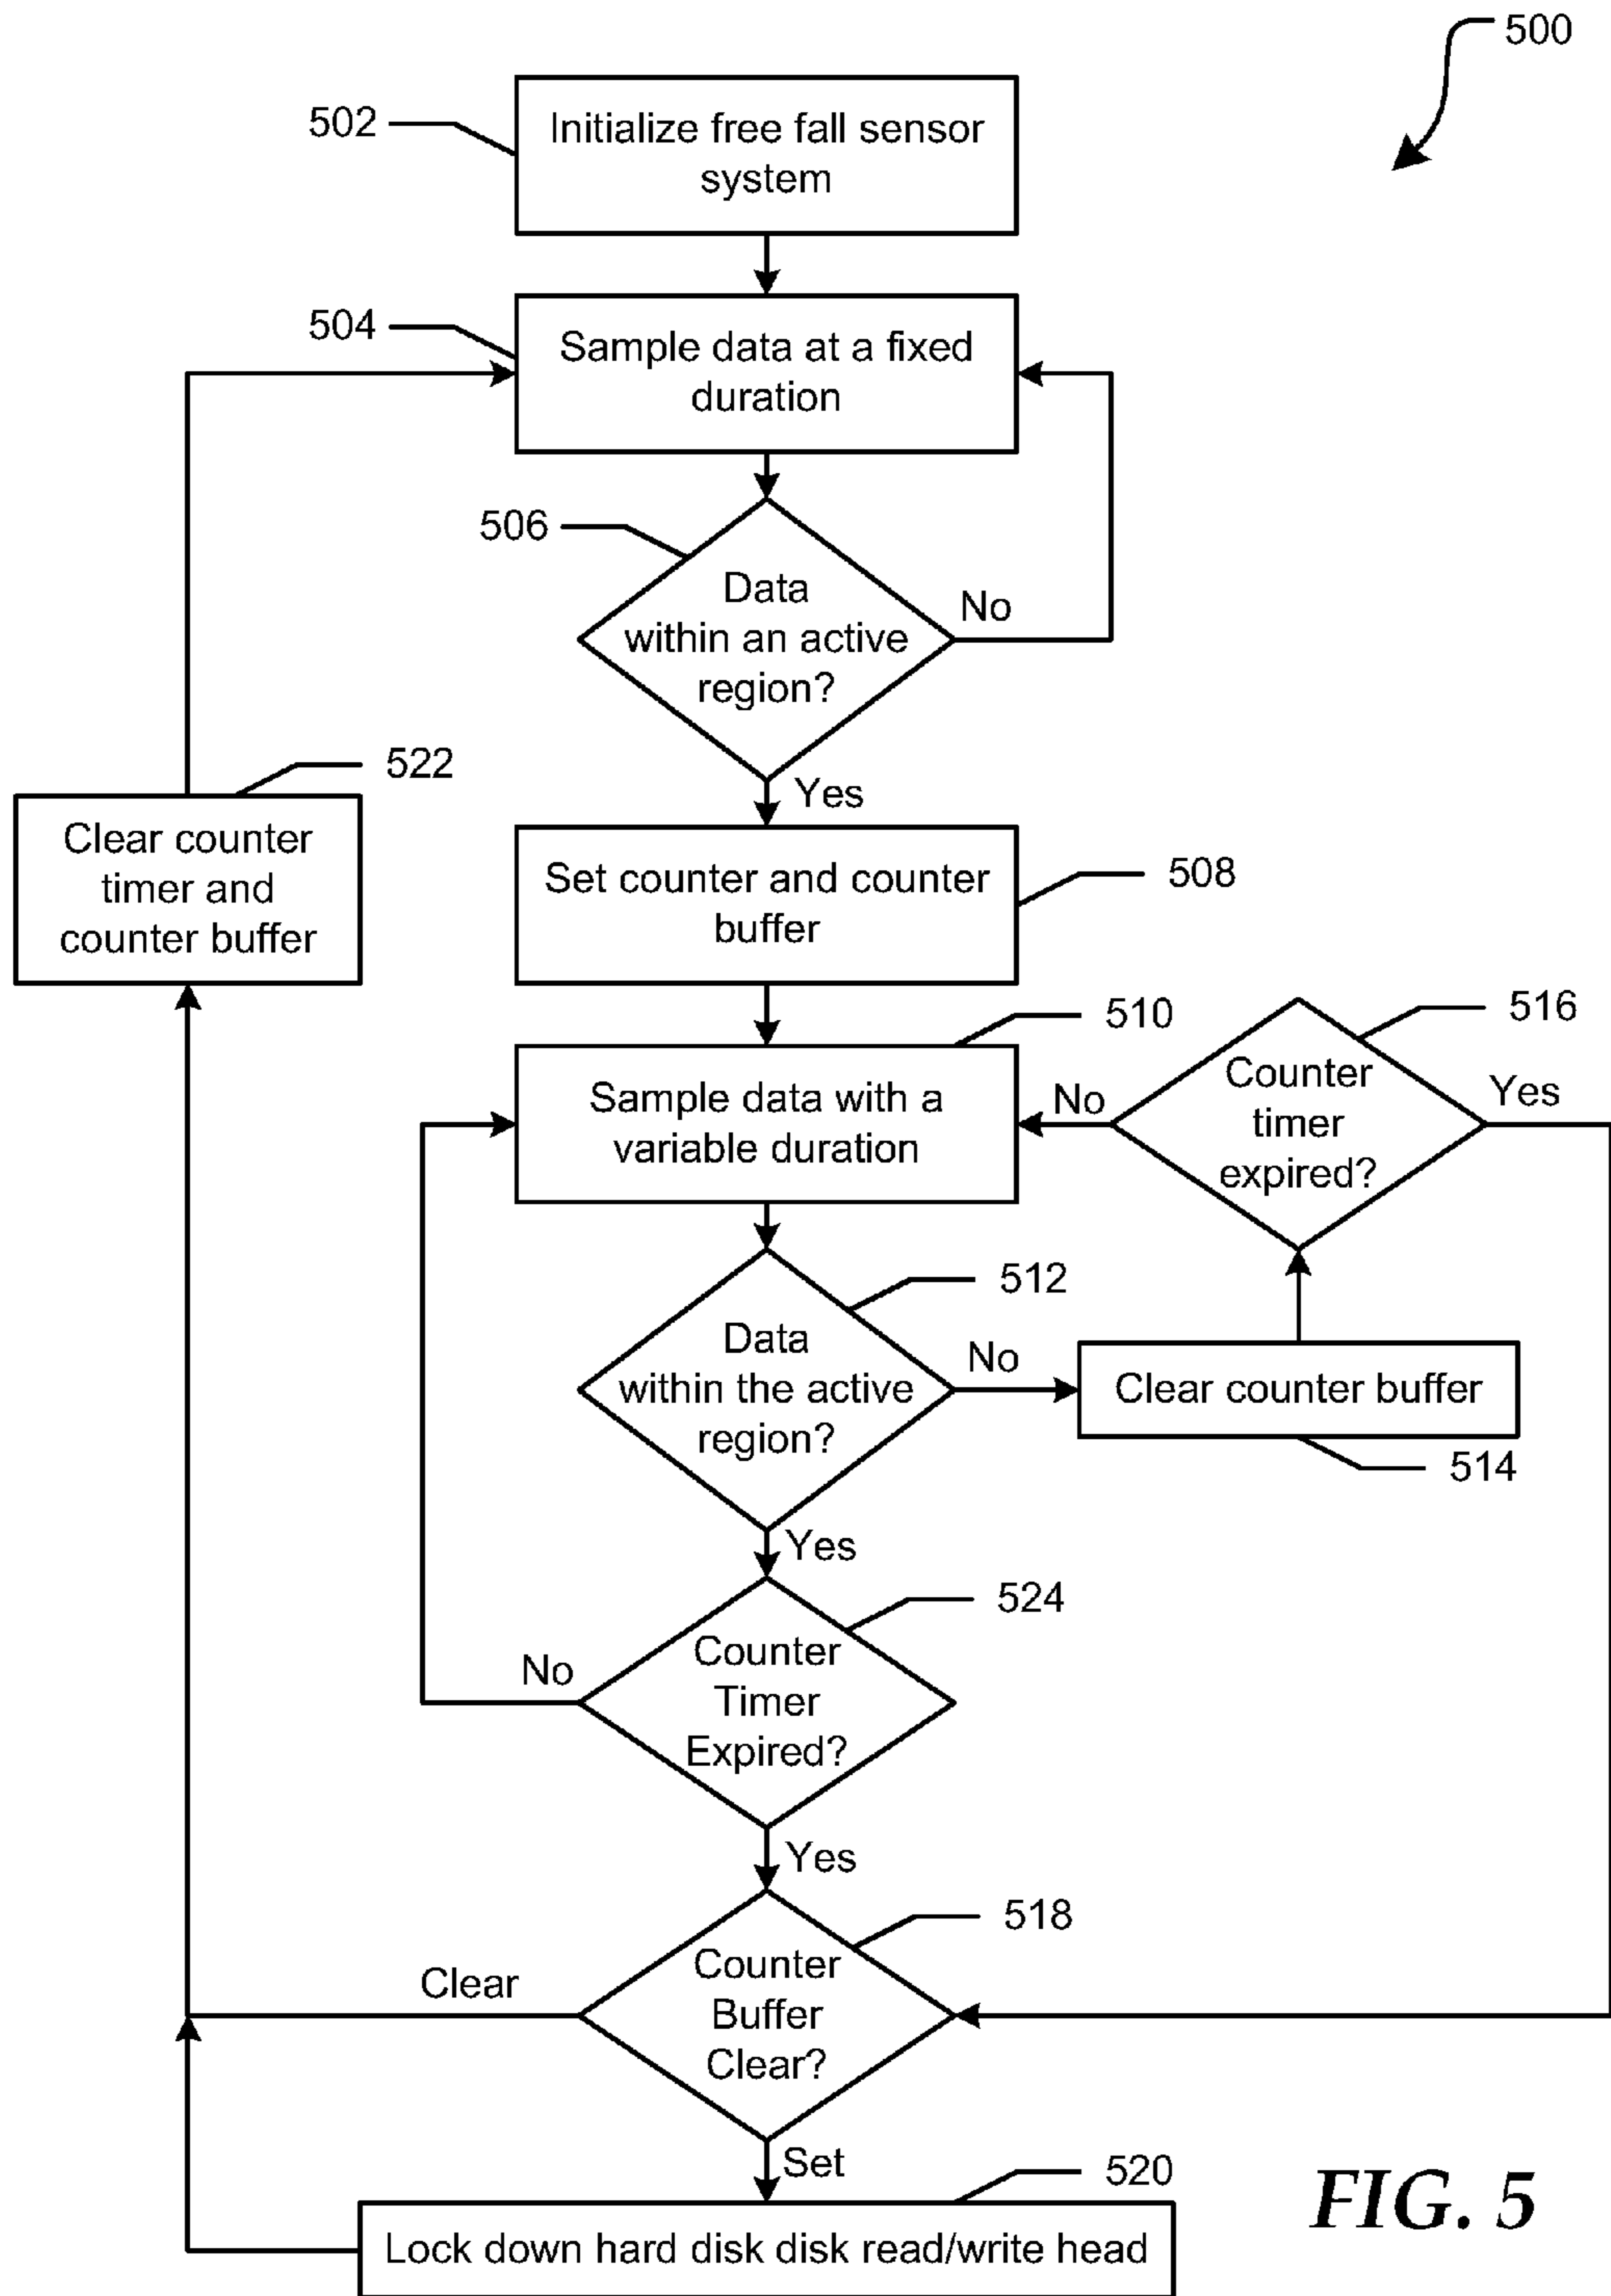 500
502
Initialize free fall sensor
system
504
Sample data at a fixed
duration
506
Data
within an active
region?
No
Yes
522
Clear counter
timer and
counter buffer
Set counter and counter
buffer
508
510
Sample data with a
variable duration
516
Counter
timer
expired?
No
Yes
512
Data
within the active
region?
No
Clear counter buffer
514
Yes
524
Counter
Timer
Expired?
No
Yes
518
Counter
Buffer
Clear?
Clear
Set
520
Lock down hard disk disk read/write head
FIG. 5